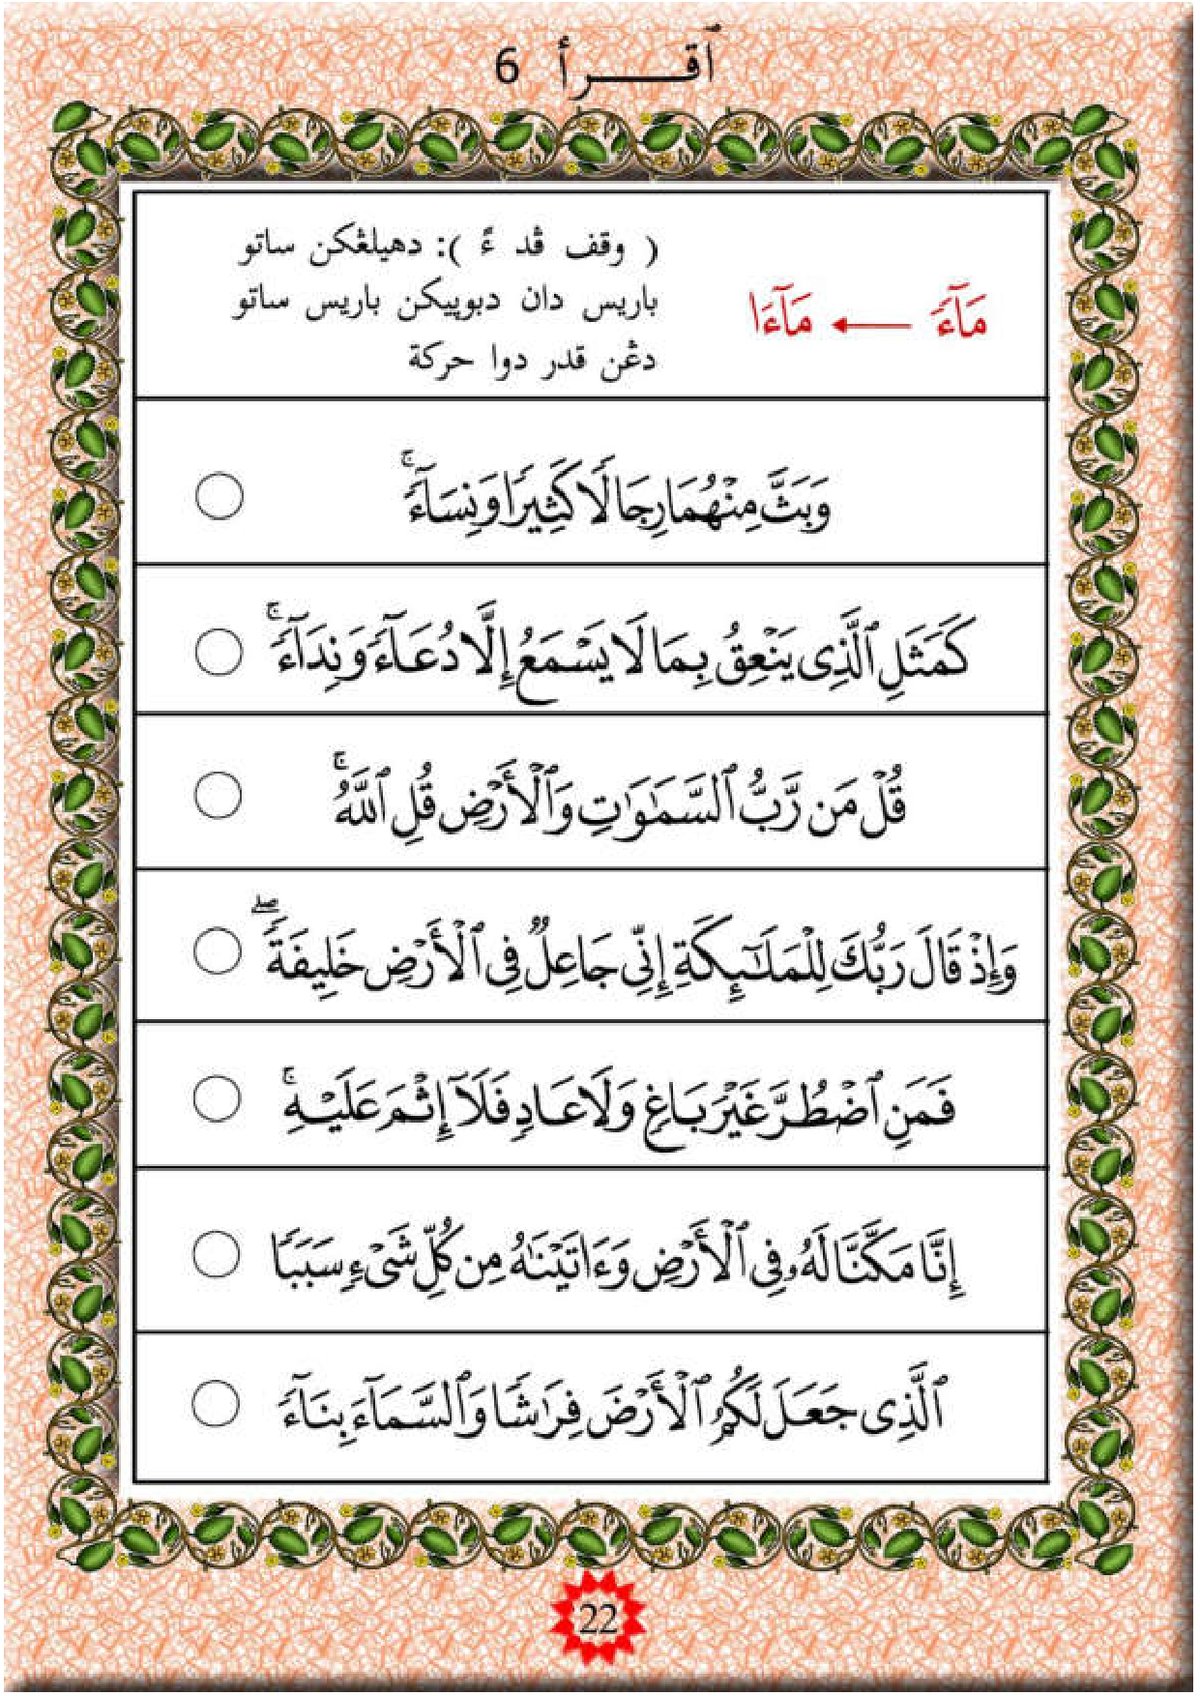 ٱقـــرأ 6
( وقف ڤد ءً ): دهيلڠكن ساتو
باريس دان دبوييكن باريس ساتو
دڠن قدر دوا حركة
مَآءً ← مَآءَا
وَبَثَّ مِنْهُمَا رِجَالًا كَثِيرًا وَنِسَآءً ۚ
كَمَثَلِ ٱلَّذِى يَنْعِقُ بِمَا لَا يَسْمَعُ إِلَّا دُعَآءً وَنِدَآءً ۚ
قُلْ مَن رَّبُّ ٱلسَّمَٰوَٰتِ وَٱلْأَرْضِ قُلِ ٱللَّهُ ۚ
وَإِذْ قَالَ رَبُّكَ لِلْمَلَٰٓئِكَةِ إِنِّى جَاعِلٌ فِى ٱلْأَرْضِ خَلِيفَةً ۖ
فَمَنِ ٱضْطُرَّ غَيْرَ بَاغٍ وَلَا عَادٍ فَلَآ إِثْمَ عَلَيْهِ ۚ
إِنَّا مَكَّنَّا لَهُۥ فِى ٱلْأَرْضِ وَءَاتَيْنَٰهُ مِن كُلِّ شَىْءٍ سَبَبًا
ٱلَّذِى جَعَلَ لَكُمُ ٱلْأَرْضَ فِرَٰشًا وَٱلسَّمَآءَ بِنَآءً
22